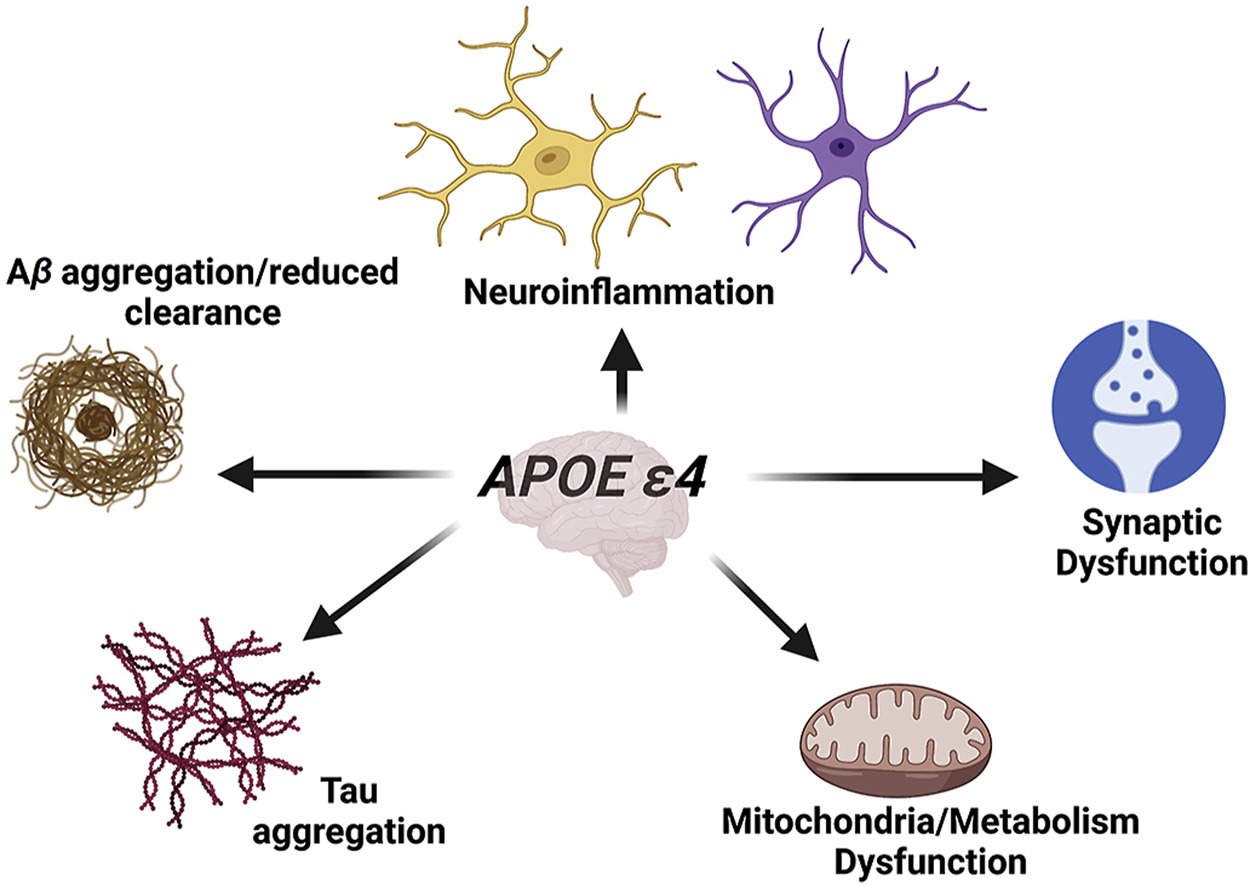 Neuroinflammation
Aβ aggregation/reduced
clearance
APOE ε4
Synaptic
Dysfunction
Tau
aggregation
Mitochondria/Metabolism
Dysfunction